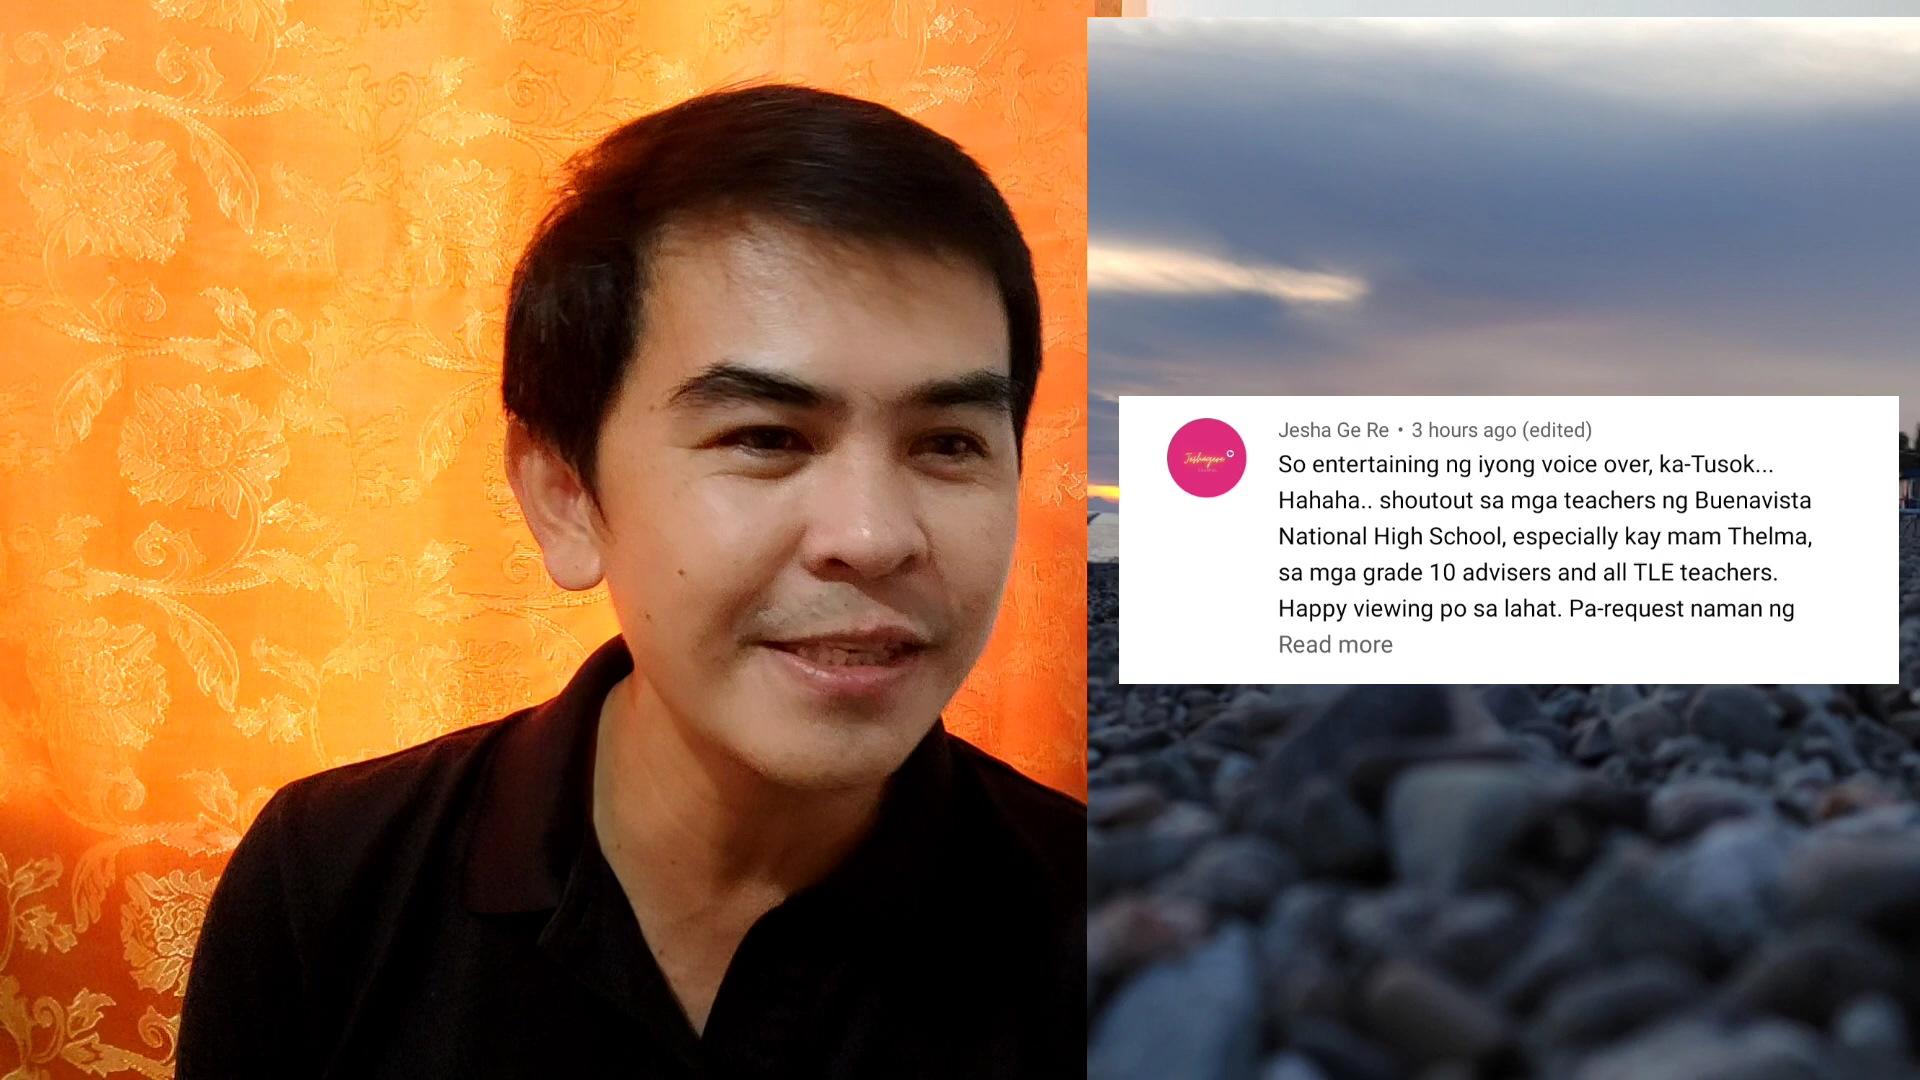 Jesha Ge Re • 3 hours ago (edited)
So entertaining ng iyong voice over, ka-Tusok...
Hahaha.. shoutout sa mga teachers ng Buenavista
National High School, especially kay mam Thelma,
sa mga grade 10 advisers and all TLE teachers.
Happy viewing po sa lahat. Pa-request naman ng
Read more